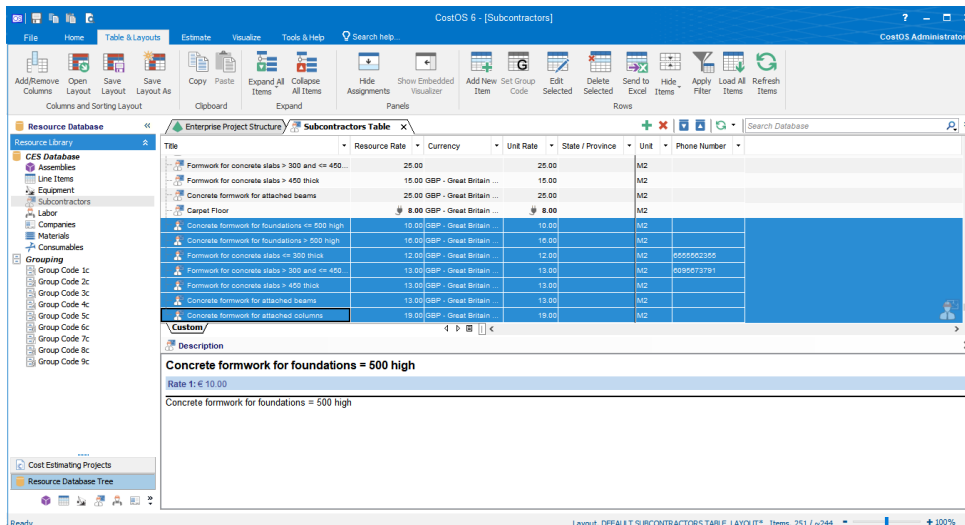 CostOS 6 - [Subcontractors]
File Home Table & Layouts Estimate Visualize Tools & Help Search help... CostOS Administrator
Add/Remove Columns Open Layout Save Layout Save Layout As Copy Paste Expand All Items Collapse All Items Hide Assignments Show Embedded Visualizer Add New Item Set Group Code Edit Selected Delete Selected Send to Excel Hide Items Apply Filter Load All Items Refresh Items
Columns and Sorting Layout Clipboard Expand Panels Rows
Resource Database Enterprise Project Structure Subcontractors Table Search Database
Resource Library
Title Resource Rate Currency Unit Rate State / Province Unit Phone Number
CES Database
Assemblies
Line Items
Equipment
Subcontractors
Labor
Companies
Materials
Consumables
Grouping
Group Code 1c
Group Code 2c
Group Code 3c
Group Code 4c
Group Code 5c
Group Code 6c
Group Code 7c
Group Code 8c
Group Code 9c
Formwork for concrete slabs > 300 and <= 450... 25.00 25.00 M2
Formwork for concrete slabs > 450 thick 15.00 GBP - Great Britain ... 15.00 M2
Concrete formwork for attached beams 25.00 GBP - Great Britain ... 25.00 M2
Carpet Floor 8.00 GBP - Great Britain ... 8.00 M2
Concrete formwork for foundations <= 500 high 10.00 GBP - Great Britain ... 10.00 M2
Concrete formwork for foundations > 500 high 16.00 GBP - Great Britain ... 16.00 M2
Formwork for concrete slabs <= 300 thick 12.00 GBP - Great Britain ... 12.00 M2
Formwork for concrete slabs > 300 and <= 450... 13.00 GBP - Great Britain ... 13.00 M2 6095673791
Formwork for concrete slabs > 450 thick 13.00 GBP - Great Britain ... 13.00 M2
Concrete formwork for attached beams 13.00 GBP - Great Britain ... 13.00 M2
Concrete formwork for attached columns 19.00 GBP - Great Britain ... 19.00 M2
Custom
Description
Concrete formwork for foundations = 500 high
Rate 1: € 10.00
Concrete formwork for foundations = 500 high
Cost Estimating Projects
Resource Database Tree
Ready Layout DEFAULT SUBCONTRACTORS TABLE LAYOUT* Items 251 / ~244 100%